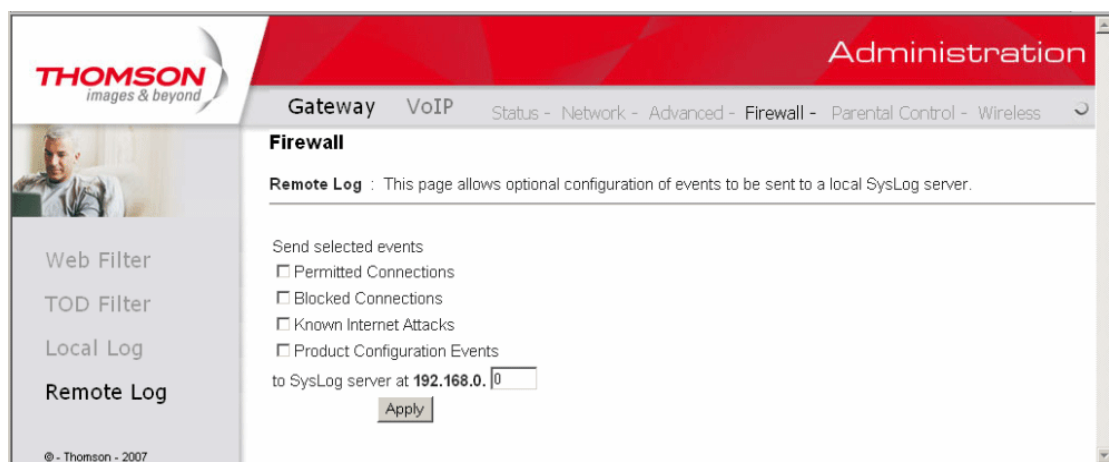 Administration
THOMSON
images & beyond
Gateway VoIP Status - Network - Advanced - Firewall - Parental Control - Wireless
Firewall
Remote Log : This page allows optional configuration of events to be sent to a local SysLog server.
Web Filter
TOD Filter
Local Log
Remote Log
© - Thomson - 2007
Send selected events
Permitted Connections
Blocked Connections
Known Internet Attacks
Product Configuration Events
to SysLog server at 192.168.0. 0
Apply